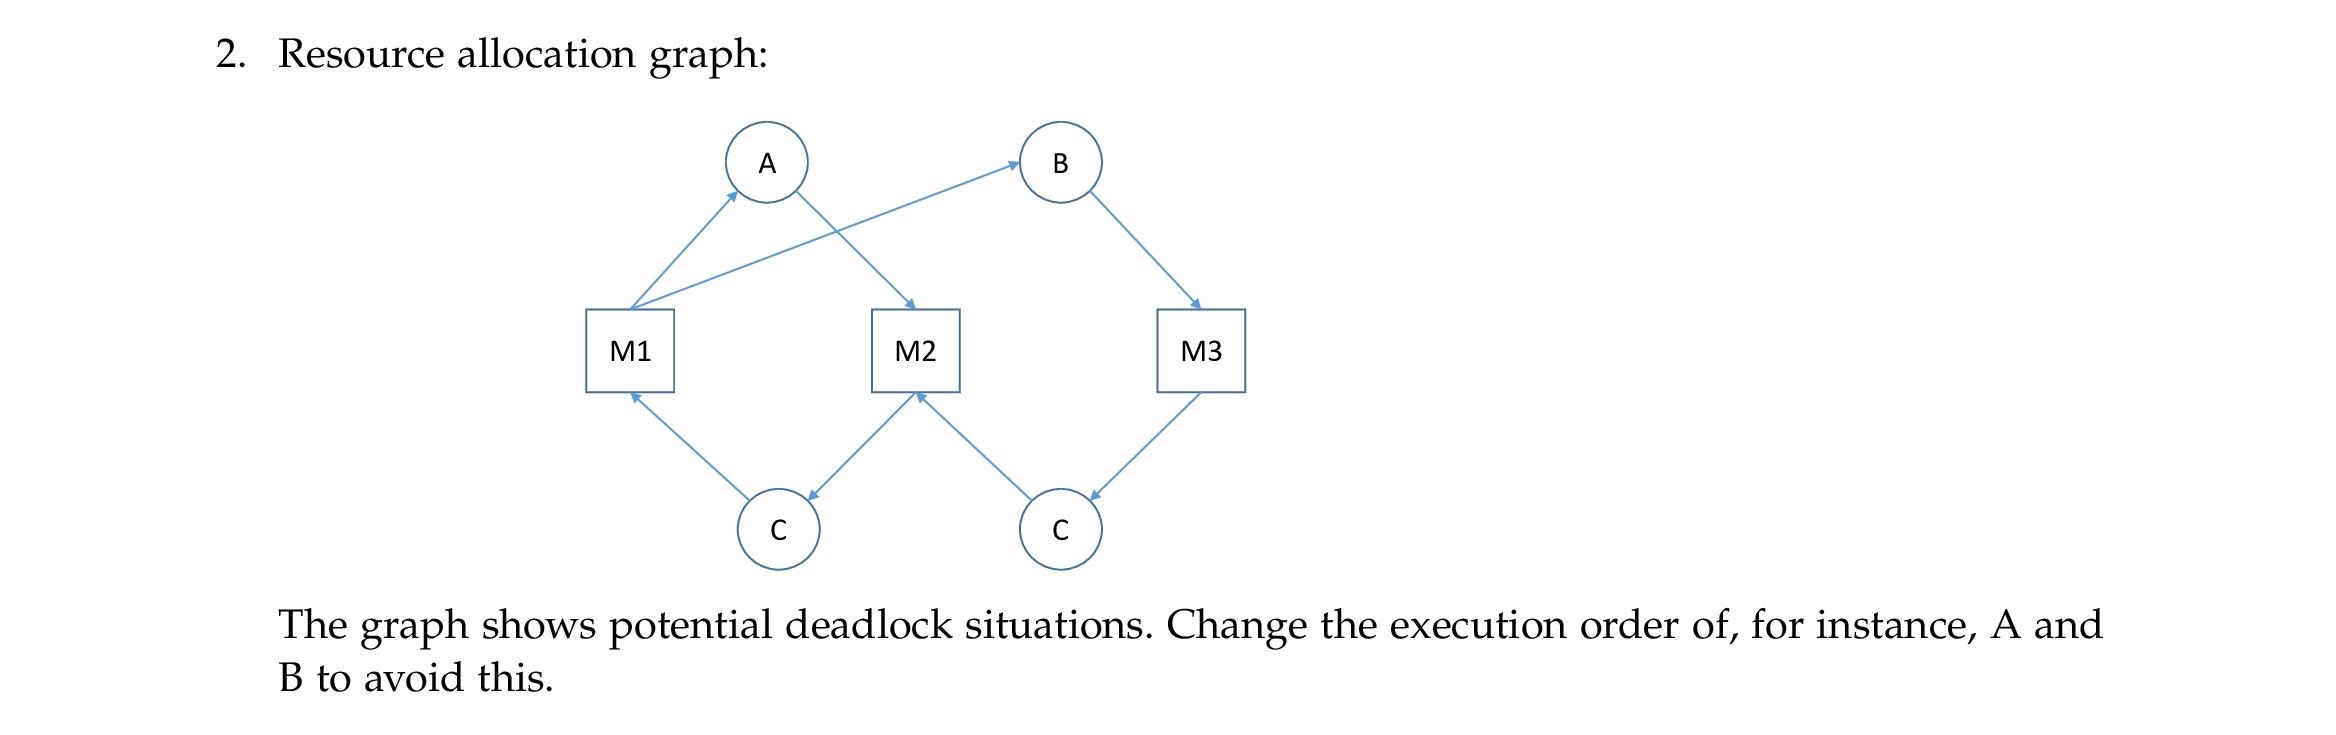 2. Resource allocation graph:
A
B
M1
M2
M3
C
C
The graph shows potential deadlock situations. Change the execution order of, for instance, A and
B to avoid this.